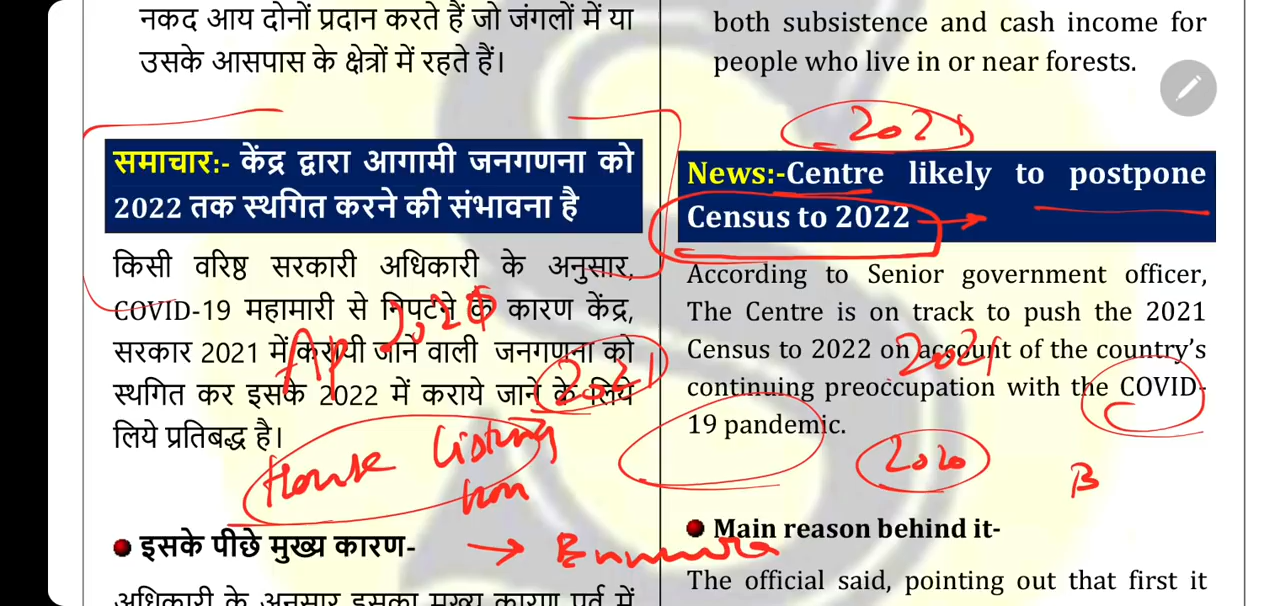 नकद आय दोनों प्रदान करते हैं जो जंगलों में या
उसके आसपास के क्षेत्रों में रहते हैं।
समाचार:- केंद्र द्वारा आगामी जनगणना को
2022 तक स्थगित करने की संभावना है
किसी वरिष्ठ सरकारी अधिकारी के अनुसार,
COVID-19 महामारी से निपटने के कारण केंद्र,
सरकार 2021 में करायी जाने वाली जनगणना को
स्थगित कर इसके 2022 में कराये जाने के लिये
लिये प्रतिबद्ध है।
2021
House Listing
इसके पीछे मुख्य कारण-
अधिकारी के अनुसार इसका मुख्य कारण पूर्व में
both subsistence and cash income for
people who live in or near forests.
2021
News:-Centre likely to postpone
Census to 2022
According to Senior government officer,
The Centre is on track to push the 2021
Census to 2022 on account of the country's
2021
continuing preoccupation with the COVID-
19 pandemic.
2020
B
Main reason behind it-
The official said, pointing out that first it